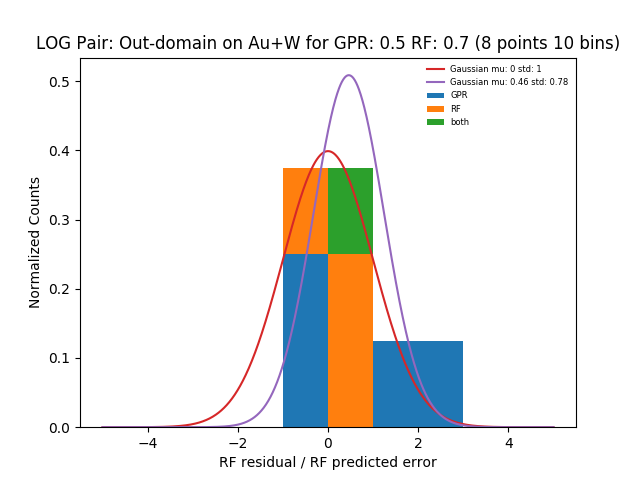 LOG Pair: Out-domain on Au+W for GPR: 0.5 RF: 0.7 (8 points 10 bins)
Gaussian mu: 0 std: 1
Gaussian mu: 0.46 std: 0.78
GPR
RF
both
Normalized Counts
0.5
0.4
0.3
0.2
0.1
0.0
−4
−2
0
2
4
RF residual / RF predicted error